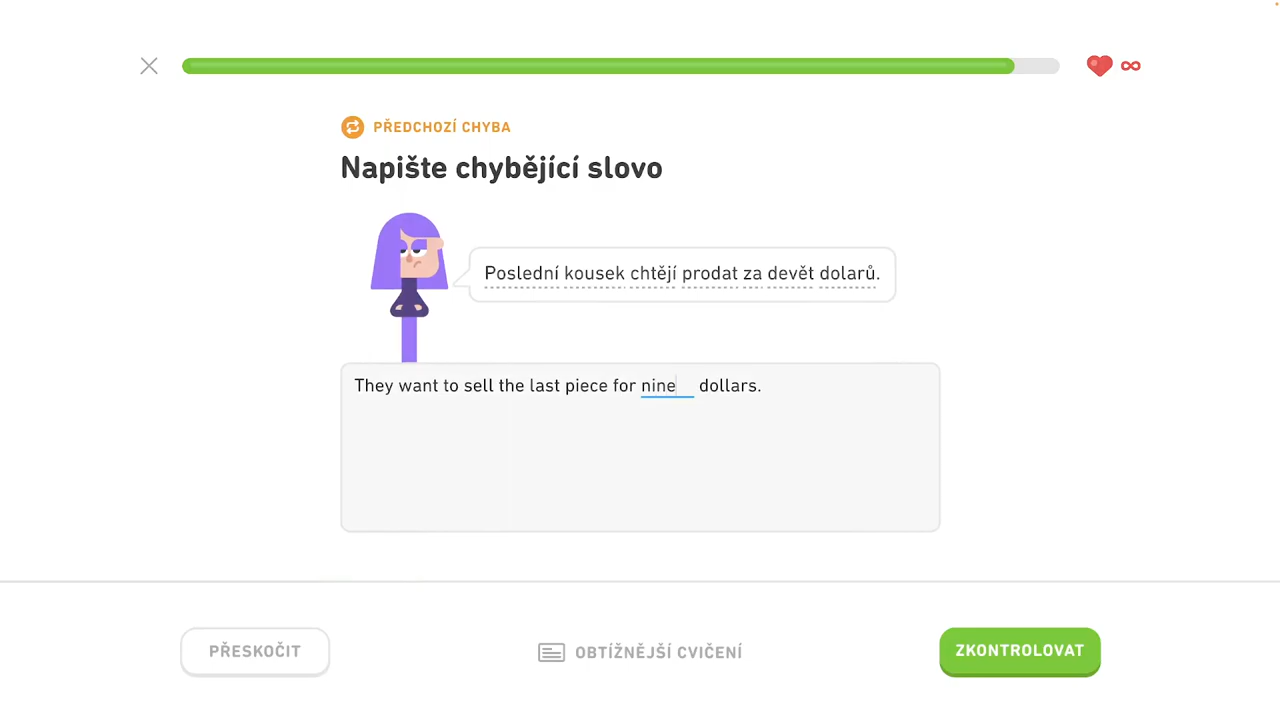 ∞
PŘEDCHOZÍ CHYBA
Napište chybějící slovo
Poslední kousek chtějí prodat za devět dolarů.
They want to sell the last piece for nine dollars.
PŘESKOČIT
OBTÍŽNĚJŠÍ CVIČENÍ
ZKONTROLOVAT